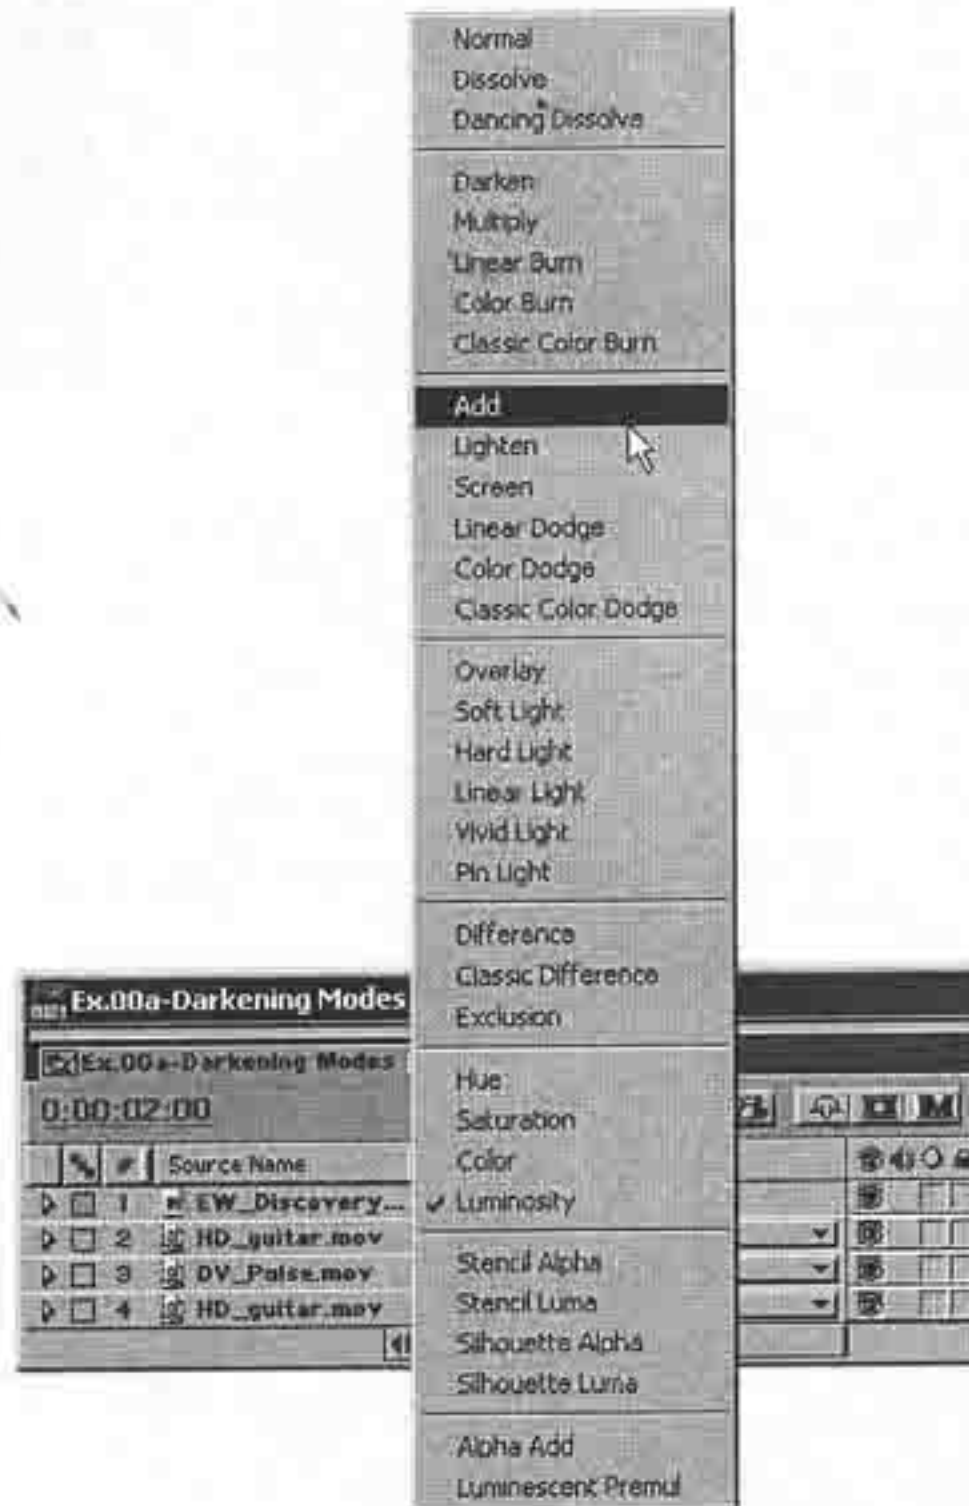 Normal
Dissolve
Dancing Dissolve
Darken
Multiply
Linear Burn
Color Burn
Classic Color Burn
Add
Lighten
Screen
Linear Dodge
Color Dodge
Classic Color Dodge
Overlay
Soft Light
Hard Light
Linear Light
Vivid Light
Pin Light
Difference
Classic Difference
Exclusion
Hue
Saturation
Color
Luminosity
Stencil Alpha
Stencil Luma
Silhouette Alpha
Silhouette Luma
Alpha Add
Luminescent Premul
Ex.00a-Darkening Modes
Ex.00a-Darkening Modes
0:00:02:00
M
# Source Name
1 EW_Discovery...
2 HD_guitar.mov
3 DV_Pulse.mov
4 HD_guitar.mov